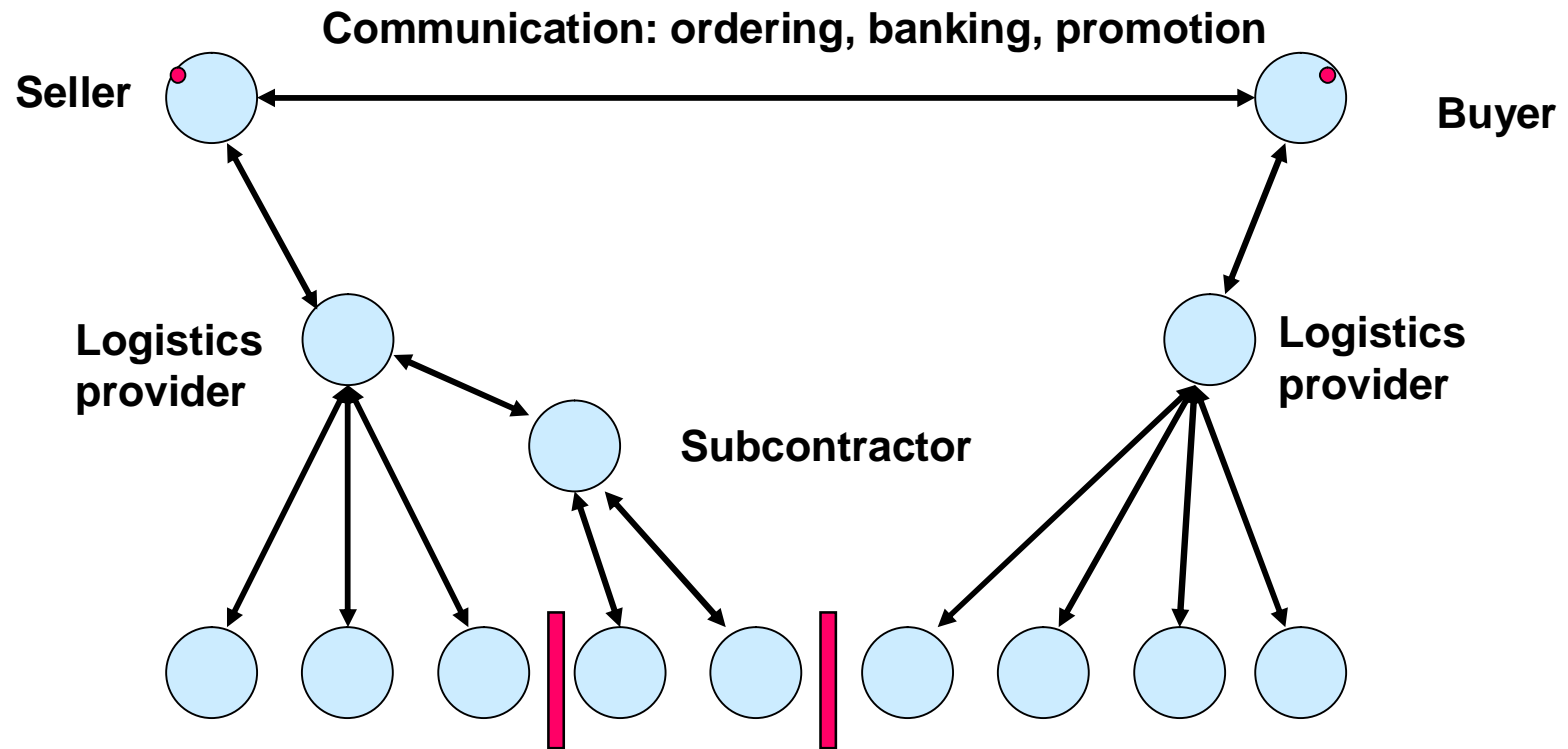 Communication: ordering, banking, promotion
Seller
Buyer
Logistics
provider
Logistics
provider
Subcontractor